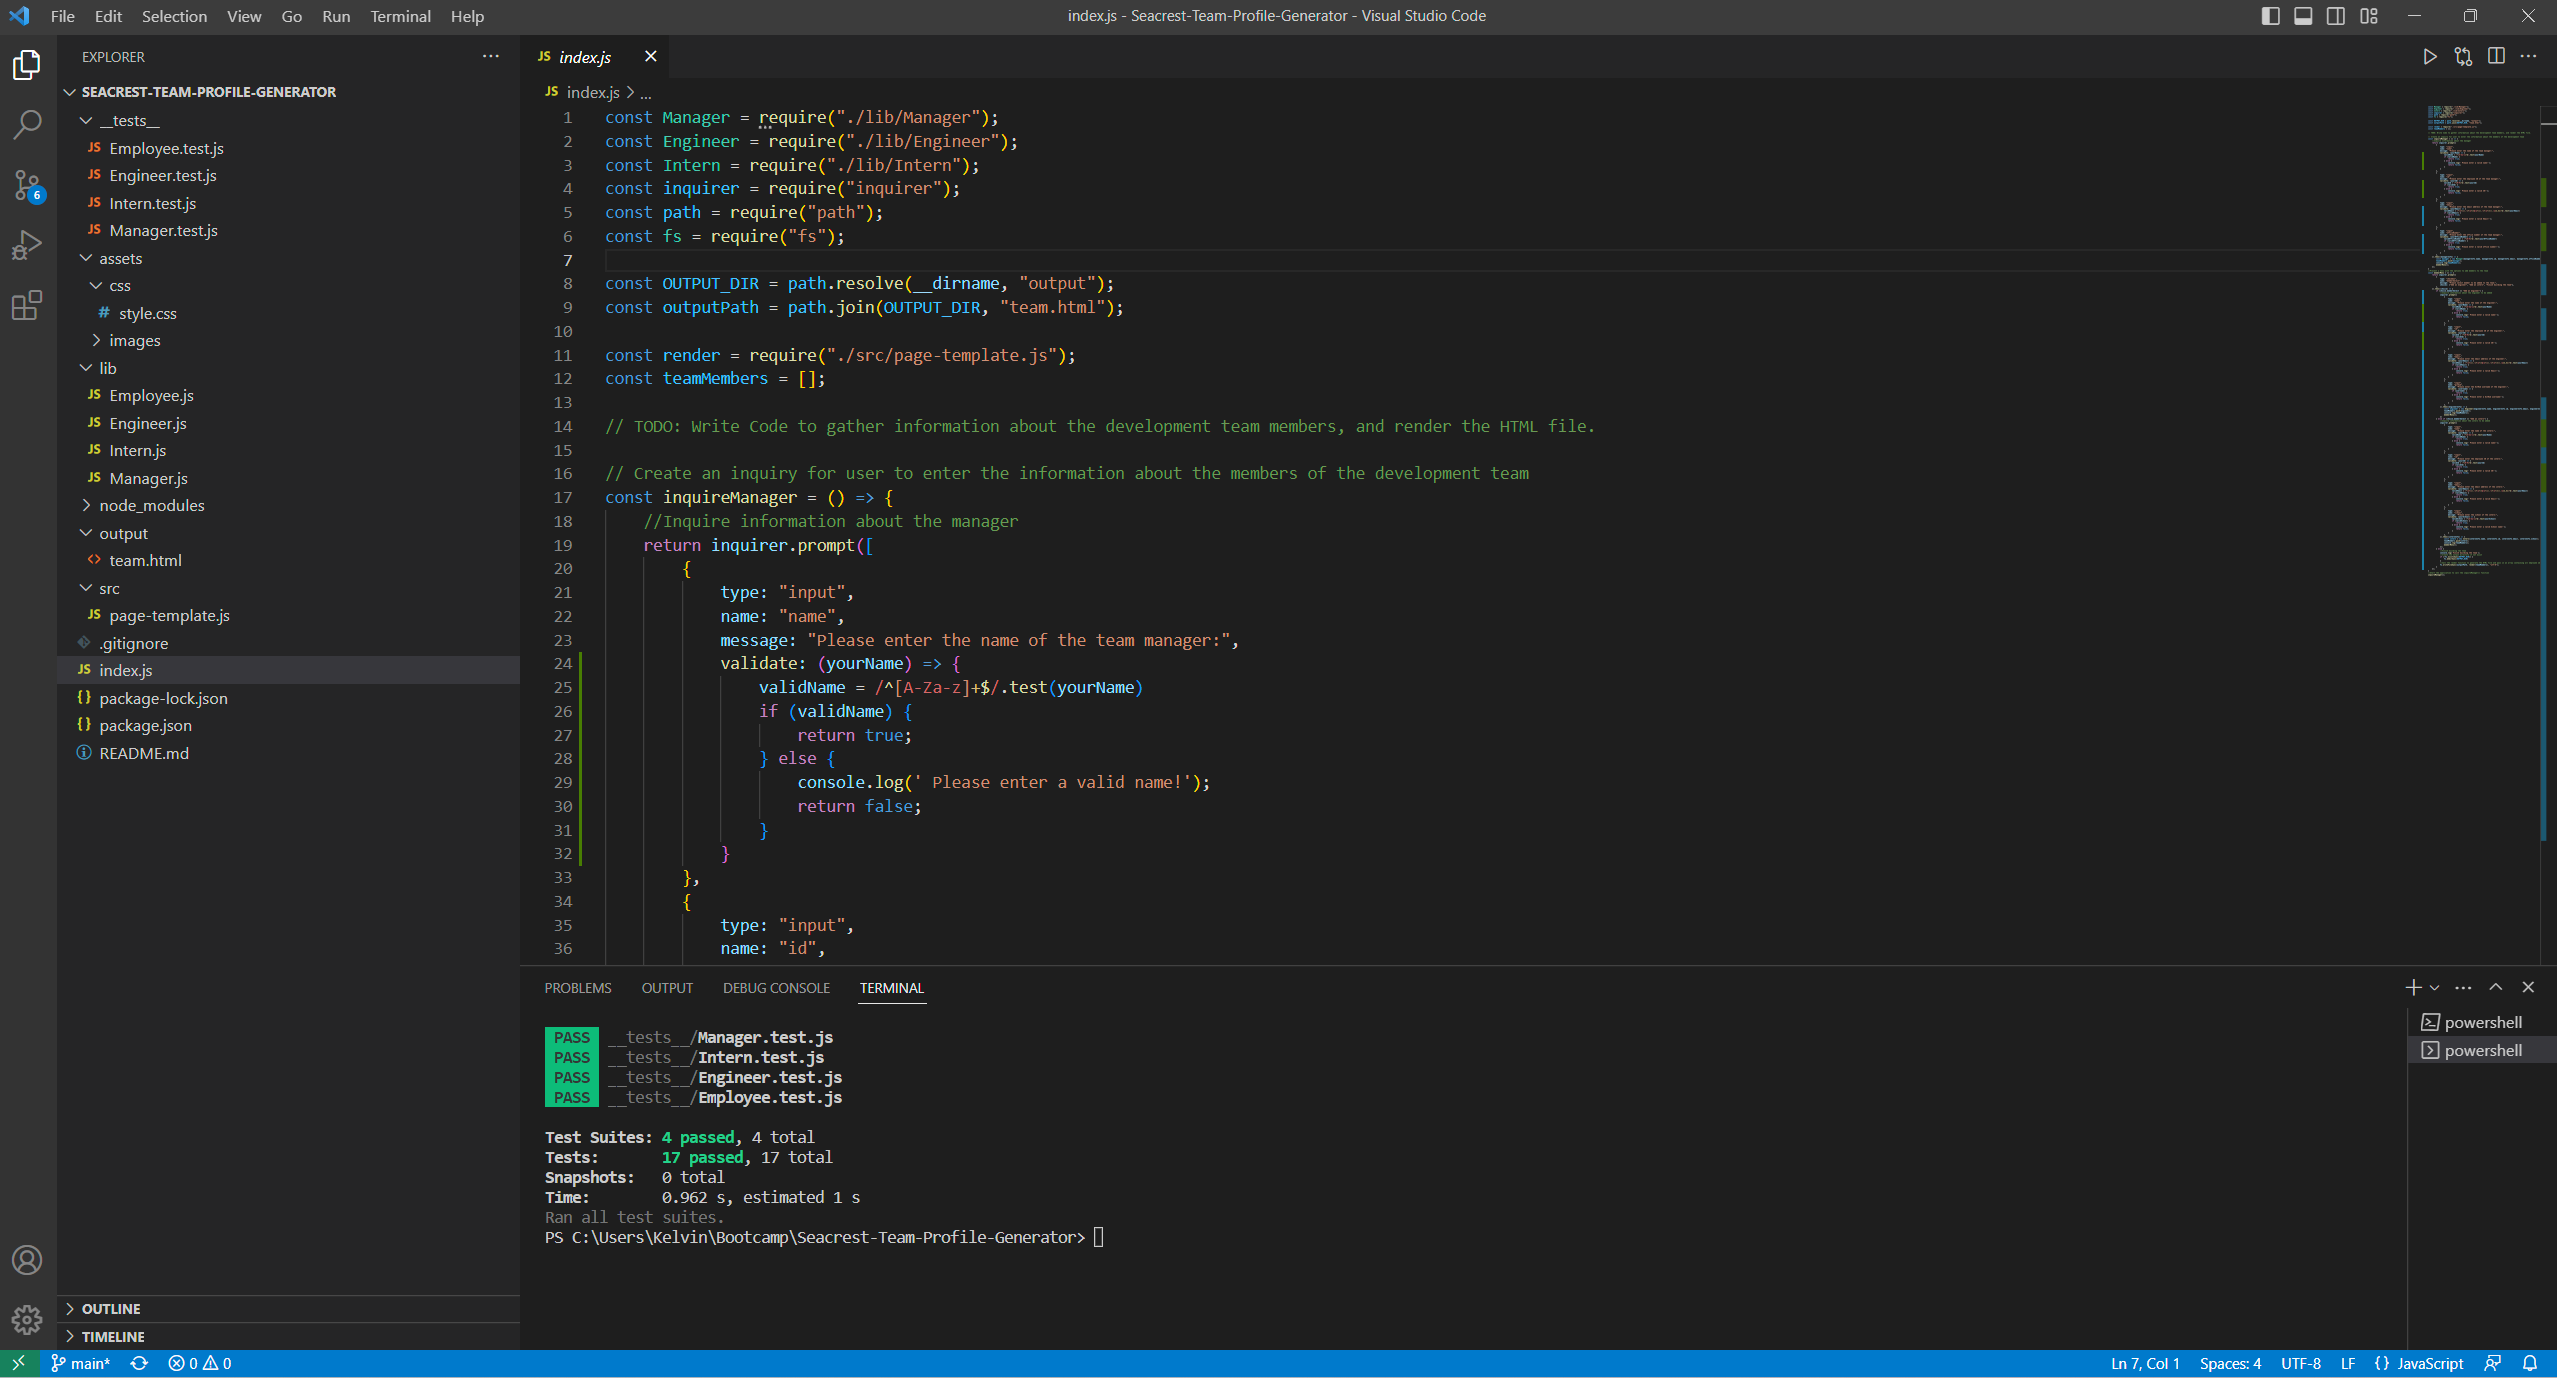 File Edit Selection View Go Run Terminal Help
index.js - Seacrest-Team-Profile-Generator - Visual Studio Code
EXPLORER
SEACREST-TEAM-PROFILE-GENERATOR
__tests__
JS Employee.test.js
JS Engineer.test.js
JS Intern.test.js
JS Manager.test.js
assets
css
# style.css
images
lib
JS Employee.js
JS Engineer.js
JS Intern.js
JS Manager.js
node_modules
output
<> team.html
src
JS page-template.js
.gitignore
JS index.js
{} package-lock.json
{} package.json
README.md
OUTLINE
TIMELINE
6
JS index.js
JS index.js > ...
1 const Manager = require("./lib/Manager");
2 const Engineer = require("./lib/Engineer");
3 const Intern = require("./lib/Intern");
4 const inquirer = require("inquirer");
5 const path = require("path");
6 const fs = require("fs");
7
8 const OUTPUT_DIR = path.resolve(__dirname, "output");
9 const outputPath = path.join(OUTPUT_DIR, "team.html");
10
11 const render = require("./src/page-template.js");
12 const teamMembers = [];
13
14 // TODO: Write Code to gather information about the development team members, and render the HTML file.
15
16 // Create an inquiry for user to enter the information about the members of the development team
17 const inquireManager = () => {
18 //Inquire information about the manager
19 return inquirer.prompt([
20 {
21 type: "input",
22 name: "name",
23 message: "Please enter the name of the team manager:",
24 validate: (yourName) => {
25 validName = /^[A-Za-z]+$/.test(yourName)
26 if (validName) {
27 return true;
28 } else {
29 console.log(' Please enter a valid name!');
30 return false;
31 }
32 }
33 },
34 {
35 type: "input",
36 name: "id",
PROBLEMS OUTPUT DEBUG CONSOLE TERMINAL
PASS __tests__/Manager.test.js
PASS __tests__/Intern.test.js
PASS __tests__/Engineer.test.js
PASS __tests__/Employee.test.js
Test Suites: 4 passed, 4 total
Tests: 17 passed, 17 total
Snapshots: 0 total
Time: 0.962 s, estimated 1 s
Ran all test suites.
PS C:\Users\Kelvin\Bootcamp\Seacrest-Team-Profile-Generator>
powershell
powershell
main* 0 0
Ln 7, Col 1 Spaces: 4 UTF-8 LF {} JavaScript